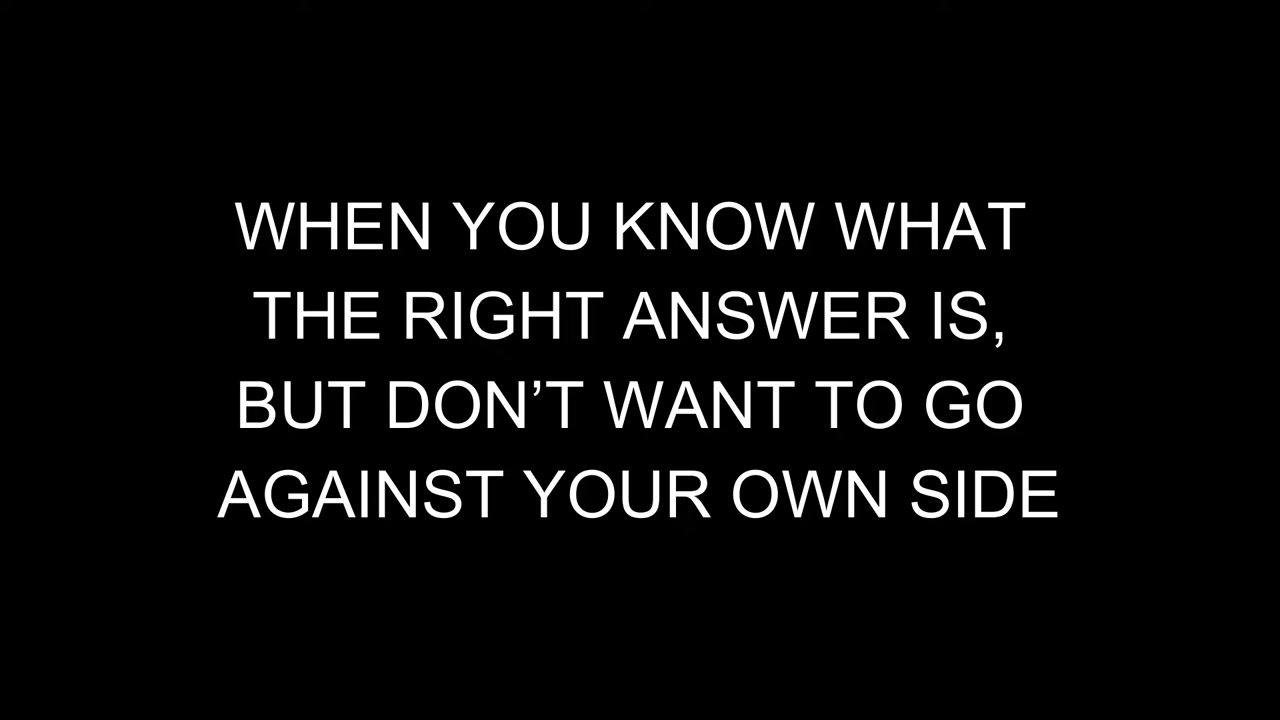 WHEN YOU KNOW WHAT
THE RIGHT ANSWER IS,
BUT DON’T WANT TO GO
AGAINST YOUR OWN SIDE